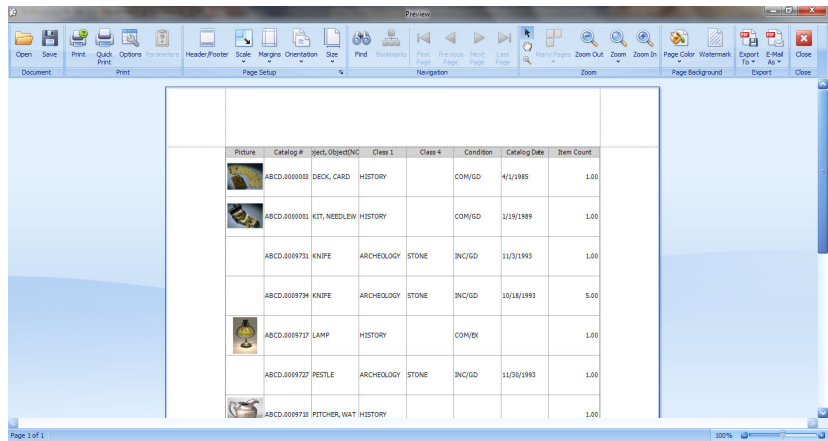 Preview
Open Save Print Quick Print Options Parameters Header/Footer Scale Margins Orientation Size Find Bookmarks First Page Previous Page Next Page Last Page Many Pages Zoom Out Zoom Zoom In Page Color Watermark Export To E-Mail As Close
Document Print Page Setup Navigation Zoom Page Background Export Close
Picture Catalog # oject, Object(NO Class 1 Class 4 Condition Catalog Date Item Count
ABCD.0000003 DECK, CARD HISTORY COM/GD 4/1/1985 1.00
ABCD.0000001 KIT, NEEDLEW HISTORY COM/GD 1/19/1989 1.00
ABCD.0009731 KNIFE ARCHEOLOGY STONE INC/GD 11/3/1993 1.00
ABCD.0009734 KNIFE ARCHEOLOGY STONE INC/GD 10/18/1993 5.00
ABCD.0009717 LAMP HISTORY COM/EX 1.00
ABCD.0009727 PESTLE ARCHEOLOGY STONE INC/GD 11/30/1993 1.00
ABCD.0009718 PITCHER, WAT HISTORY 1.00
Page 1 of 1 100%